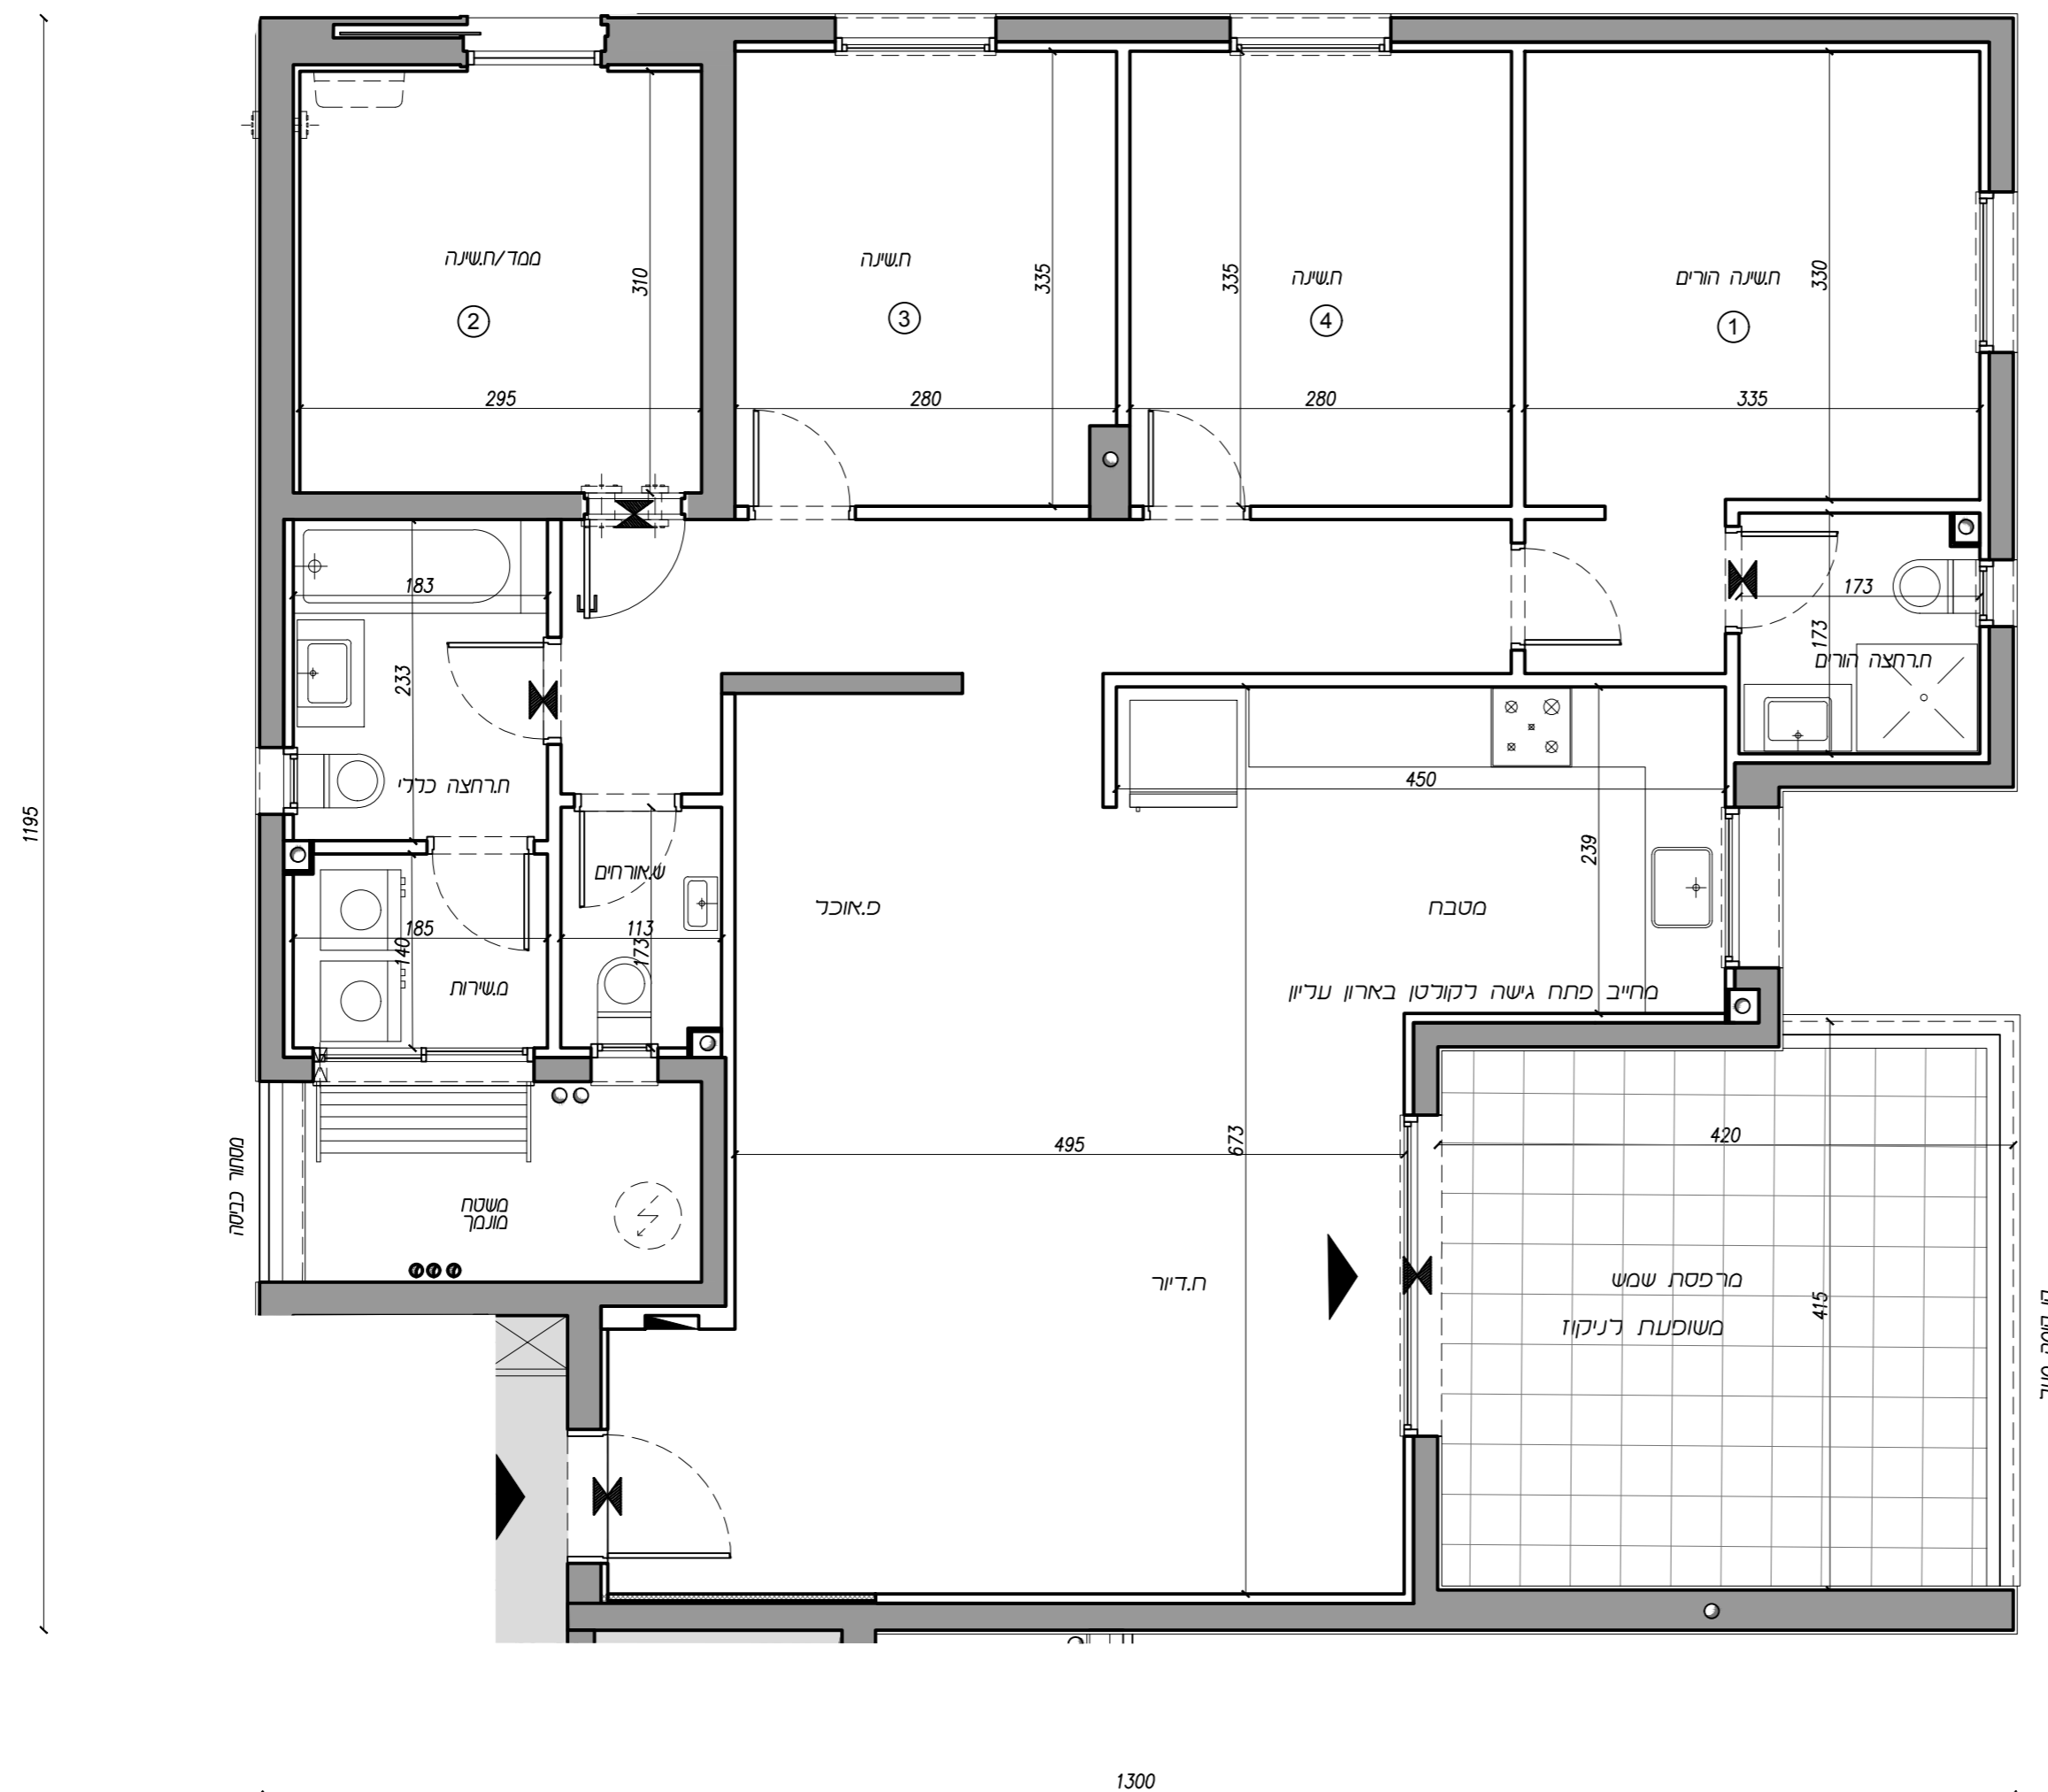 ממד/ח.שינה
2
310
295
ח.שינה
3
335
280
ח.שינה
4
335
280
ח.שינה הורים
1
330
335
183
233
ח.רחצה כללי
173
173
ח.רחצה הורים
450
239
מטבח
מחייב פתח גישה לקולטן בארון עליון
ש.אורחים
113
173
185
140
מ.שירות
פ.אוכל
1195
מסתור כביסה
משטח
מונמך
495
673
ח.דיור
420
415
מרפסת שמש
משופעת לניקוז
1300